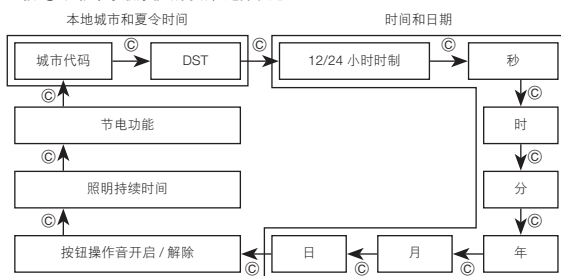 本地城市和夏令时间 时间和日期
城市代码 Ⓒ DST Ⓒ 12/24 小时时制 Ⓒ 秒
Ⓒ Ⓒ
节电功能 时
Ⓒ Ⓒ
照明持续时间 分
Ⓒ Ⓒ
按钮操作音开启 / 解除 Ⓒ 日 Ⓒ 月 Ⓒ 年